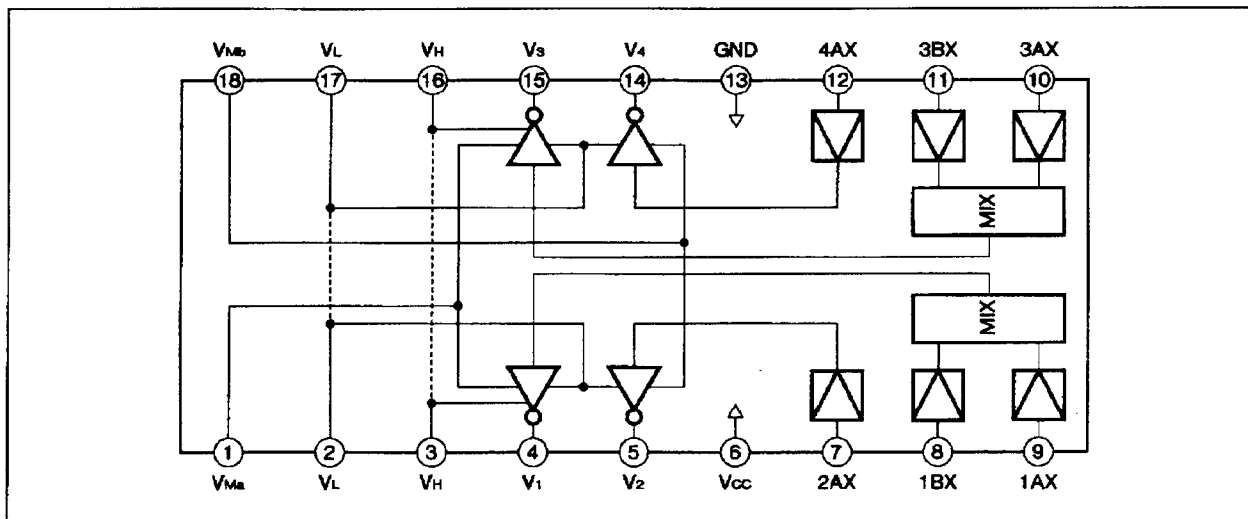 VMb VL VH V3 V4 GND 4AX 3BX 3AX
18 17 16 15 14 13 12 11 10
MIX
MIX
1 2 3 4 5 6 7 8 9
VMa VL VH V1 V2 VCC 2AX 1BX 1AX